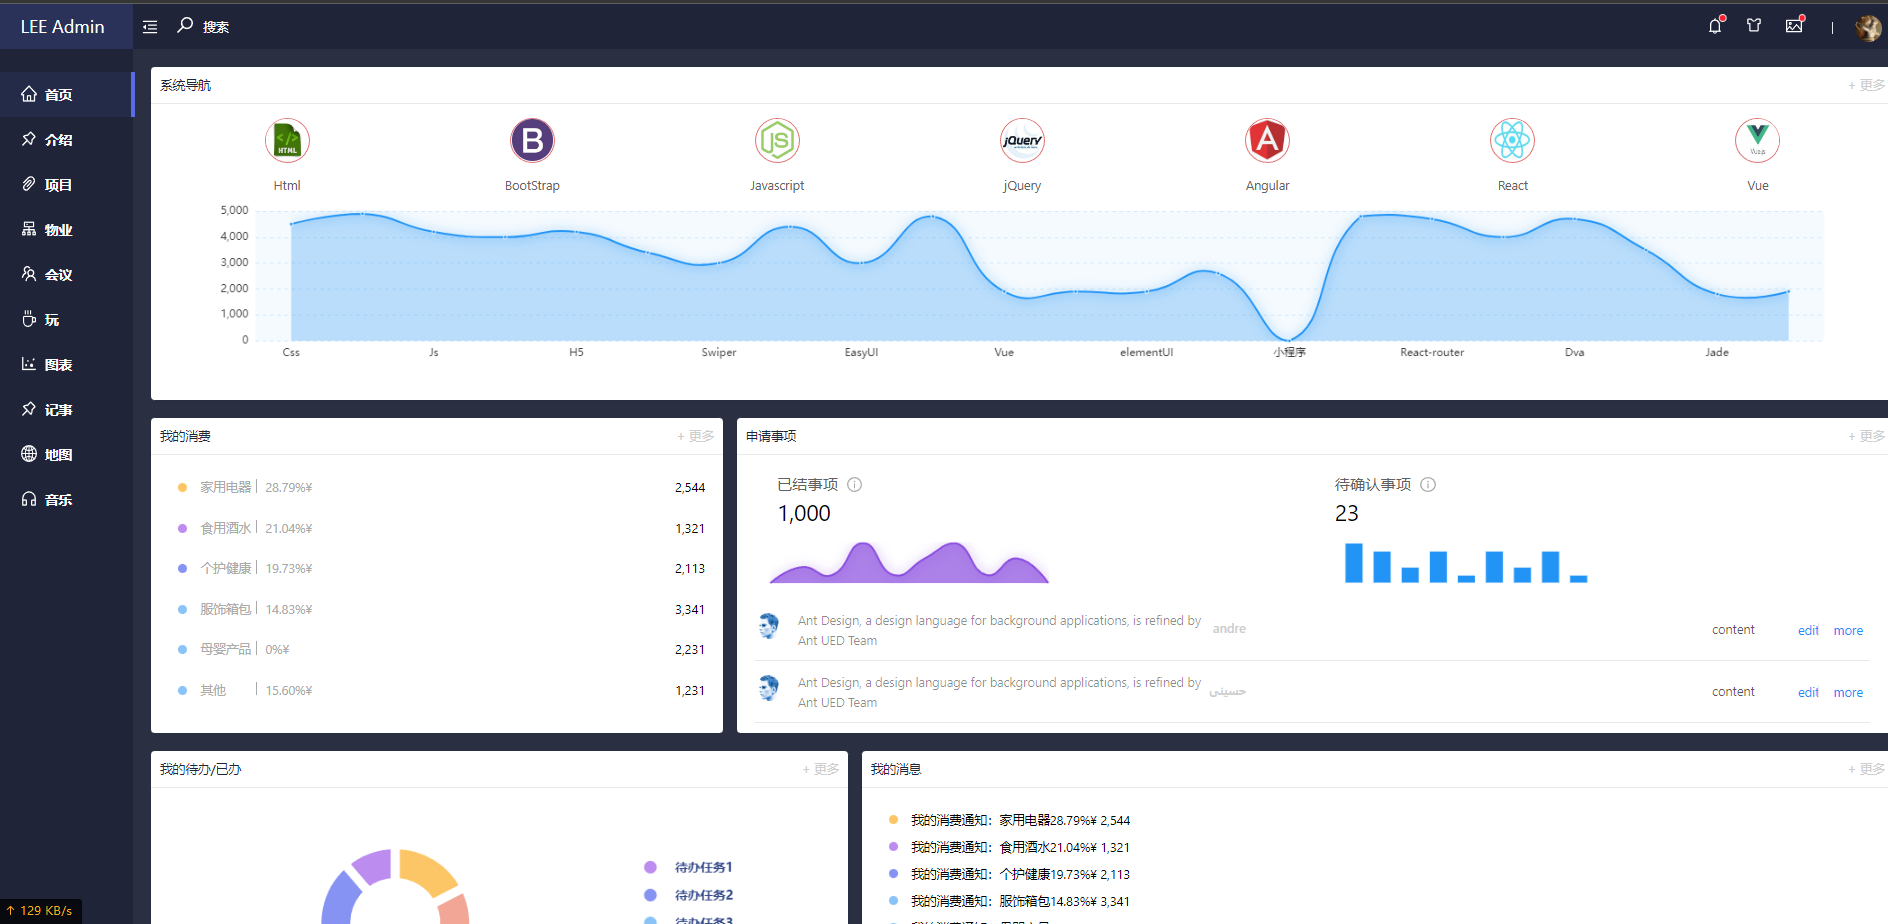 LEE Admin
搜索
首页
介绍
项目
物业
会议
玩
图表
记事
地图
音乐
系统导航
+ 更多
HTML
B
JS
jQuery
A
Vue.js
Html
BootStrap
Javascript
jQuery
Angular
React
Vue
5,000
4,000
3,000
2,000
1,000
0
Css
Js
H5
Swiper
EasyUI
Vue
elementUI
小程序
React-router
Dva
Jade
我的消费
+ 更多
家用电器 | 28.79%¥ 2,544
食用酒水 | 21.04%¥ 1,321
个护健康 | 19.73%¥ 2,113
服饰箱包 | 14.83%¥ 3,341
母婴产品 | 0%¥ 2,231
其他 | 15.60%¥ 1,231
申请事项
+ 更多
已结事项
1,000
待确认事项
23
Ant Design, a design language for background applications, is refined by
Ant UED Team
andre
content
edit
more
Ant Design, a design language for background applications, is refined by
Ant UED Team
حسینی
content
edit
more
我的待办/已办
+ 更多
待办任务1
待办任务2
待办任务3
我的消息
+ 更多
我的消费通知：家用电器28.79%¥ 2,544
我的消费通知：食用酒水21.04%¥ 1,321
我的消费通知：个护健康19.73%¥ 2,113
我的消费通知：服饰箱包14.83%¥ 3,341
↑ 129 KB/s